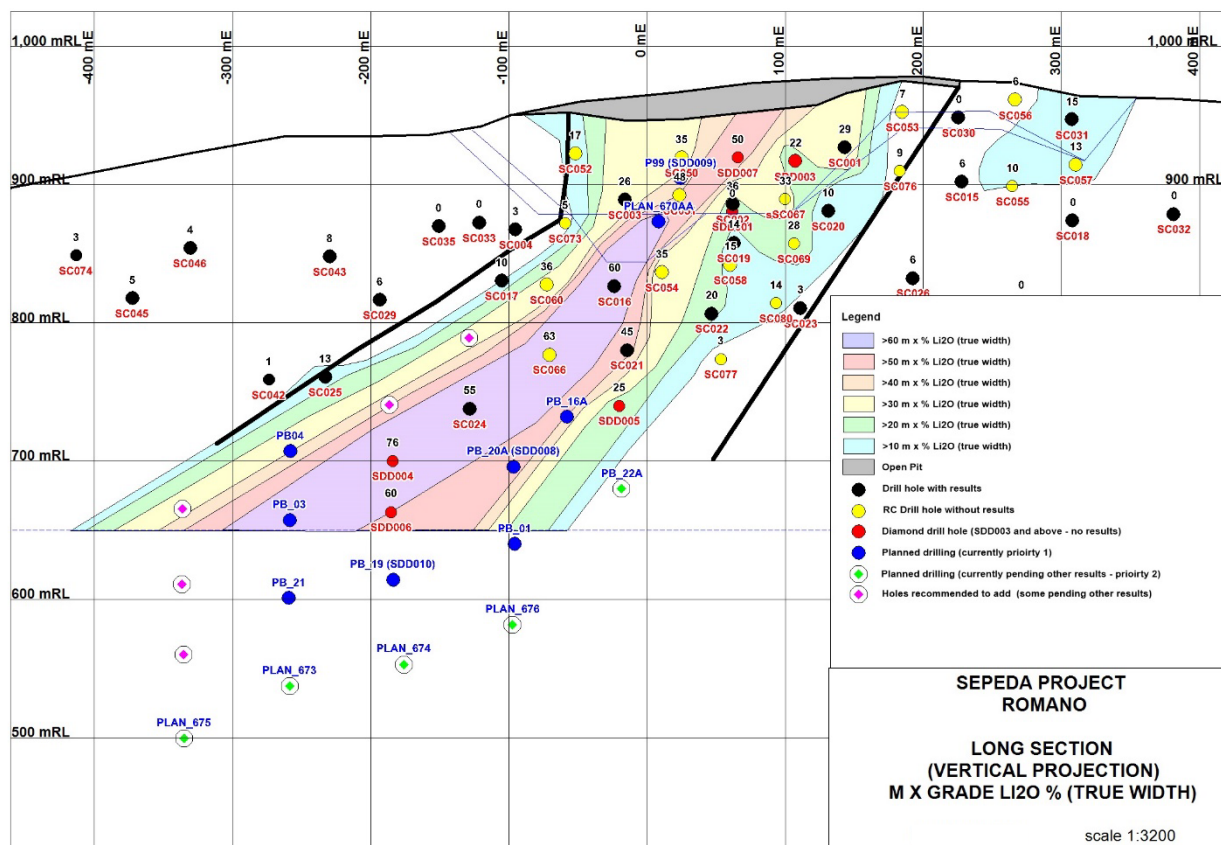 -400 mE
-300 mE
-200 mE
-100 mE
0 mE
100 mE
200 mE
300 mE
400 mE
1,000 mRL
1,000 mRL
900 mRL
900 mRL
800 mRL
700 mRL
600 mRL
500 mRL
6
SC056
7
SC053
0
SC030
15
SC031
17
SC052
35
SC050
50
SDD007
22
SDD003
29
SC001
13
SC057
P99 (SDD009)
9
SC076
6
SC015
10
SC055
48
26
SC003
36
0
SC002
SDD001
33
SC067
10
SC020
0
SC018
0
SC032
PLAN_670AA
0
SC035
0
SC033
3
SC004
5
SC073
14
SC019
28
SC069
3
SC074
4
SC046
8
SC043
15
SC058
35
SC054
6
SC026
0
10
SC017
36
SC060
60
SC016
5
SC045
6
SC029
20
SC022
14
SC080
3
SC023
63
SC066
45
SC021
3
SC077
1
SC042
13
SC025
55
SC024
25
SDD005
PB_16A
PB04
76
SDD004
PB_20A (SDD008)
PB_22A
PB_03
60
SDD006
PB_01
PB_21
PB_19 (SDD010)
PLAN_676
PLAN_673
PLAN_674
PLAN_675
Legend
>60 m x % Li2O (true width)
>50 m x % Li2O (true width)
>40 m x % Li2O (true width)
>30 m x % Li2O (true width)
>20 m x % Li2O (true width)
>10 m x % Li2O (true width)
Open Pit
Drill hole with results
RC Drill hole without results
Diamond drill hole (SDD003 and above - no results)
Planned drilling (currently prioirty 1)
Planned drilling (currently pending other results - prioirty 2)
Holes recommended to add (some pending other results)
SEPEDA PROJECT
ROMANO
LONG SECTION
(VERTICAL PROJECTION)
M X GRADE LI2O % (TRUE WIDTH)
scale 1:3200